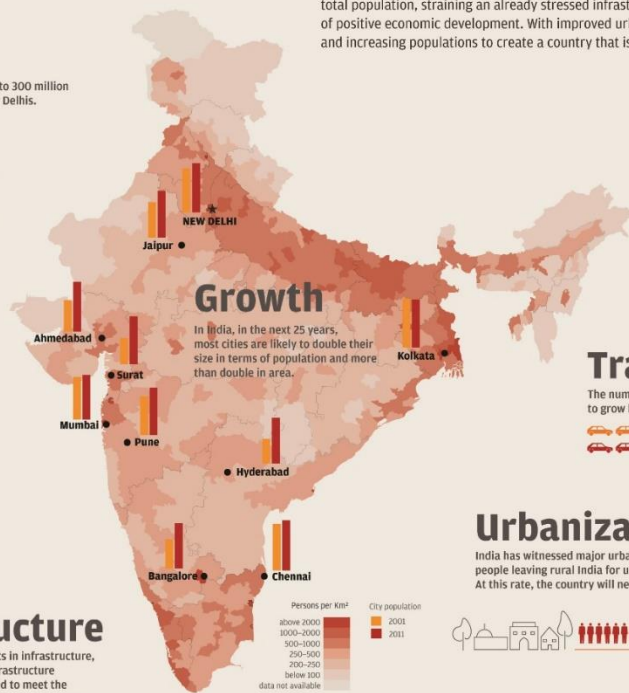 total population, straining an already stressed infrast
of positive economic development. With improved ur
and increasing populations to create a country that is
to 300 million
Delhis.
NEW DELHI
Jaipur
Growth
In India, in the next 25 years,
most cities are likely to double their
size in terms of population and more
than double in area.
Ahmedabad
Kolkata
Surat
Tra
The num
to grow
Mumbai
Pune
Hyderabad
Urbaniza
India has witnessed major urba
people leaving rural India for u
At this rate, the country will ne
Bangalore
Chennai
Persons per Km²
above 2000
1000–2000
500–1000
250–500
200–250
below 100
data not available
City population
2001
2011
ucture
ts in infrastructure,
rastructure
d to meet the